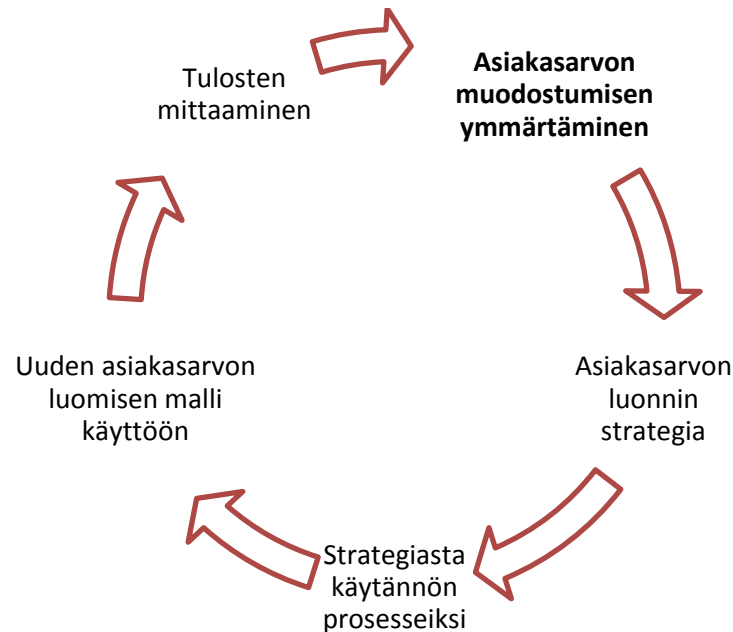 Asiakasarvon
muodostumisen
ymmärtäminen
Asiakasarvon
luonnin
strategia
Strategiasta
käytännön
prosesseiksi
Uuden asiakasarvon
luomisen malli
käyttöön
Tulosten
mittaaminen